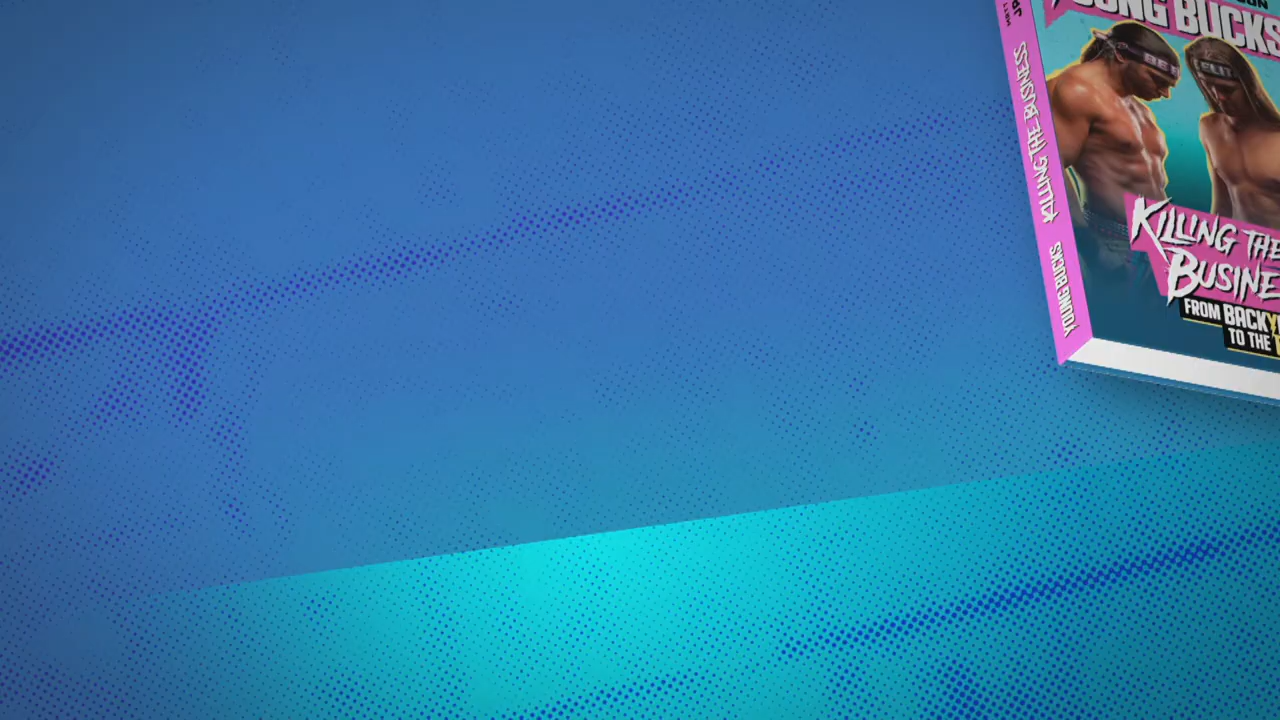 YOUNG BUCKS
KILLING THE
BUSINE
FROM BACKY
TO THE
KILLING THE BUSINESS
YOUNG BUCKS